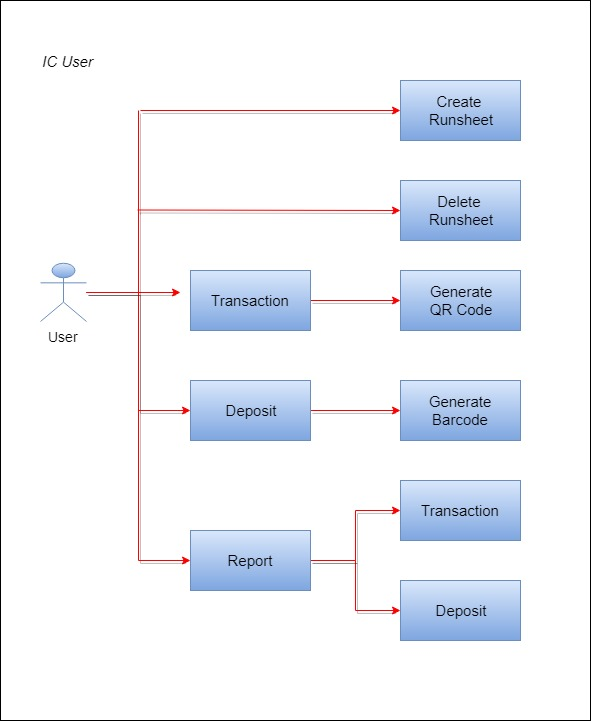 IC User
Create
Runsheet
Delete
Runsheet
User
Transaction
Generate
QR Code
Deposit
Generate
Barcode
Report
Transaction
Deposit